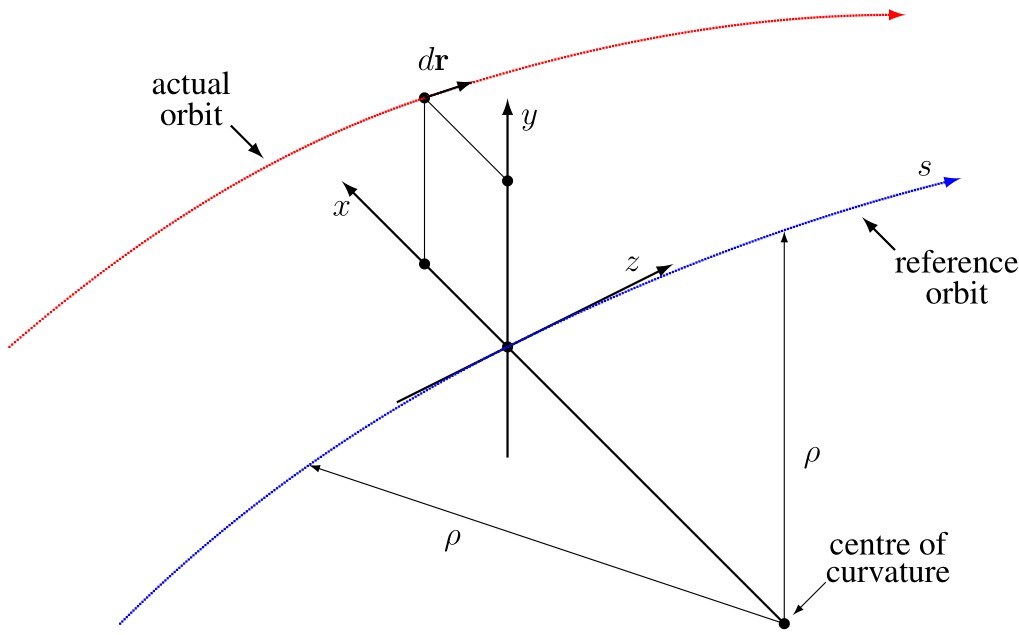 dr
actual
orbit
y
s
x
z
reference
orbit
ρ
ρ
centre of
curvature